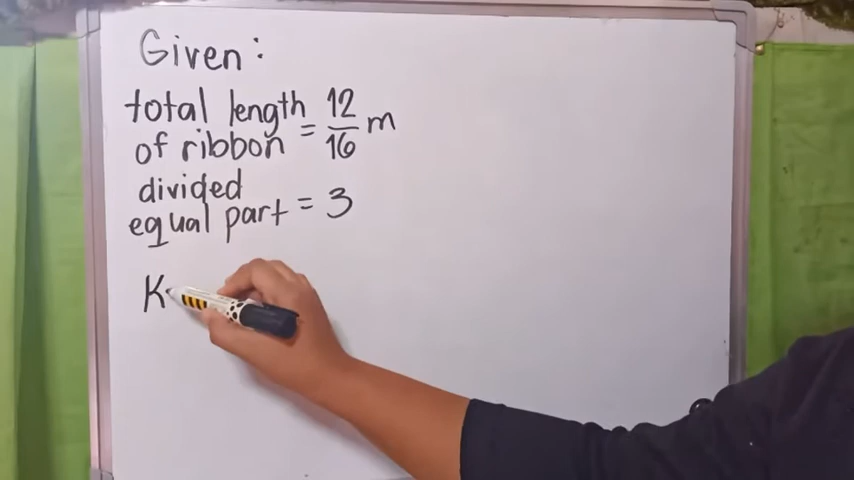 Given:
total length
of ribbon = 12/16 m
divided
equal part = 3
K